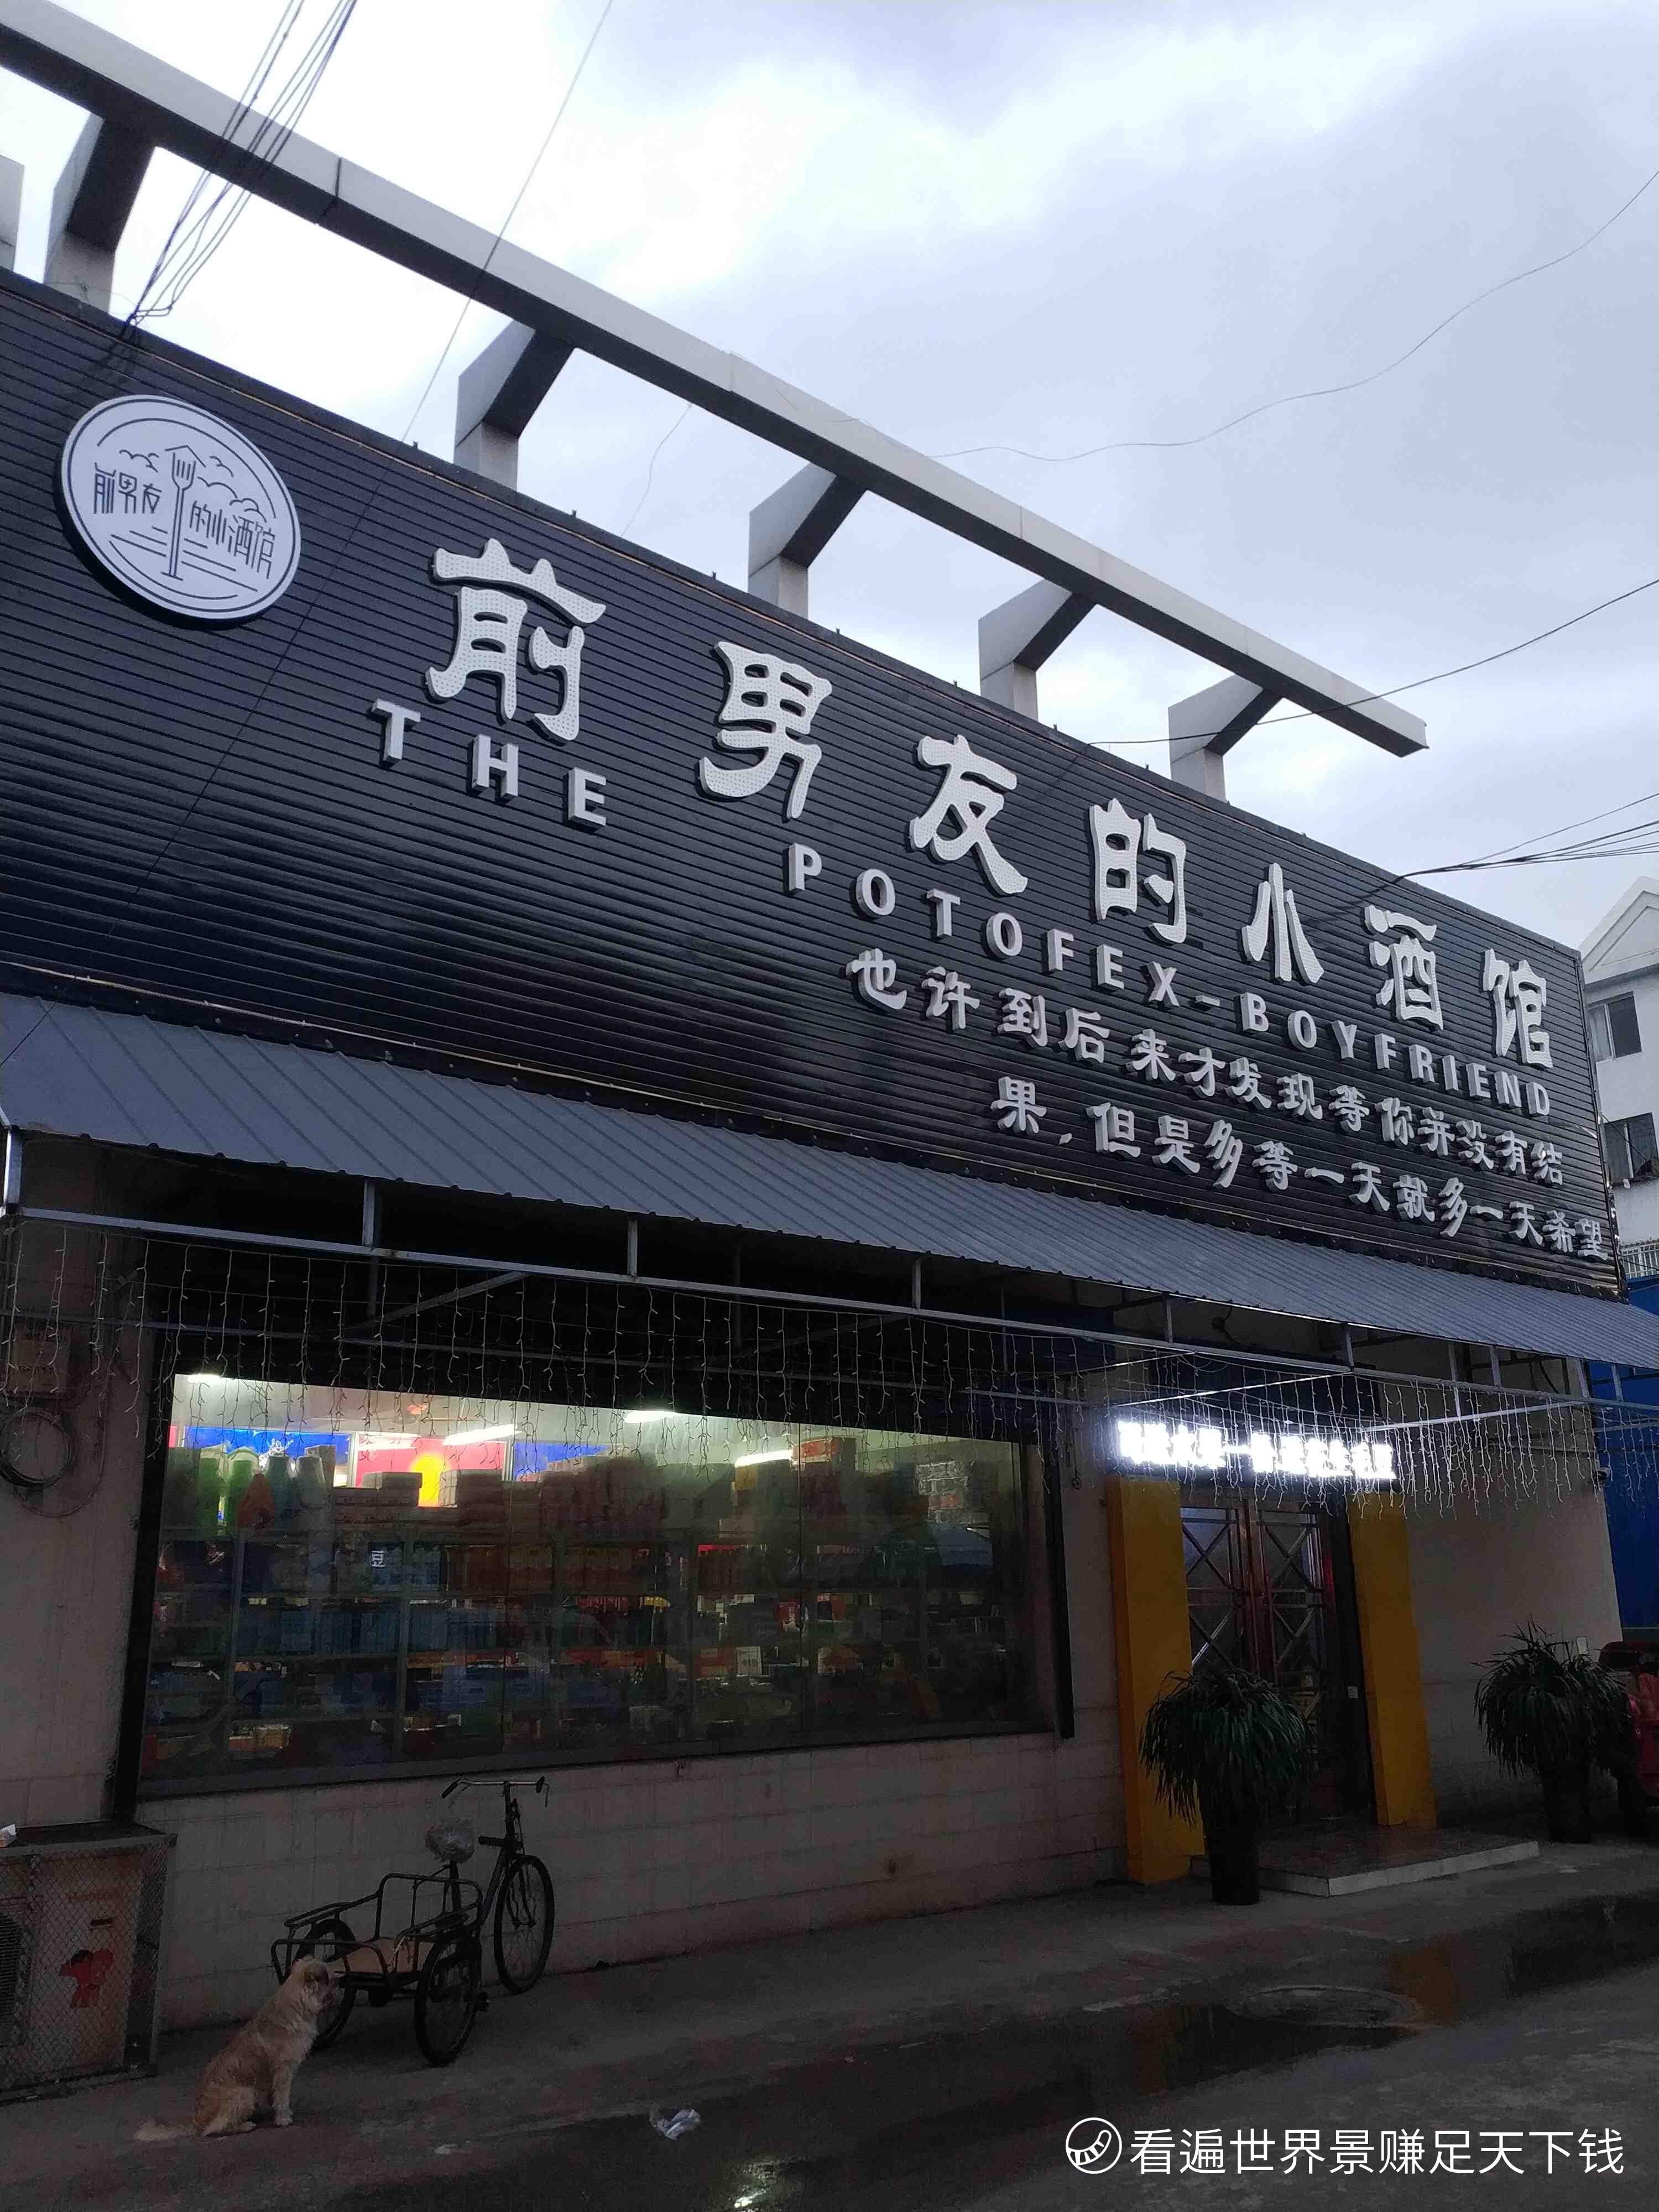 前男友的小酒馆
前男友的小酒馆
THE POTOFEX-BOYFRIEND
也许到后来才发现等你并没有结
果，但是多等一天就多一天希望
豆
看遍世界景赚足天下钱